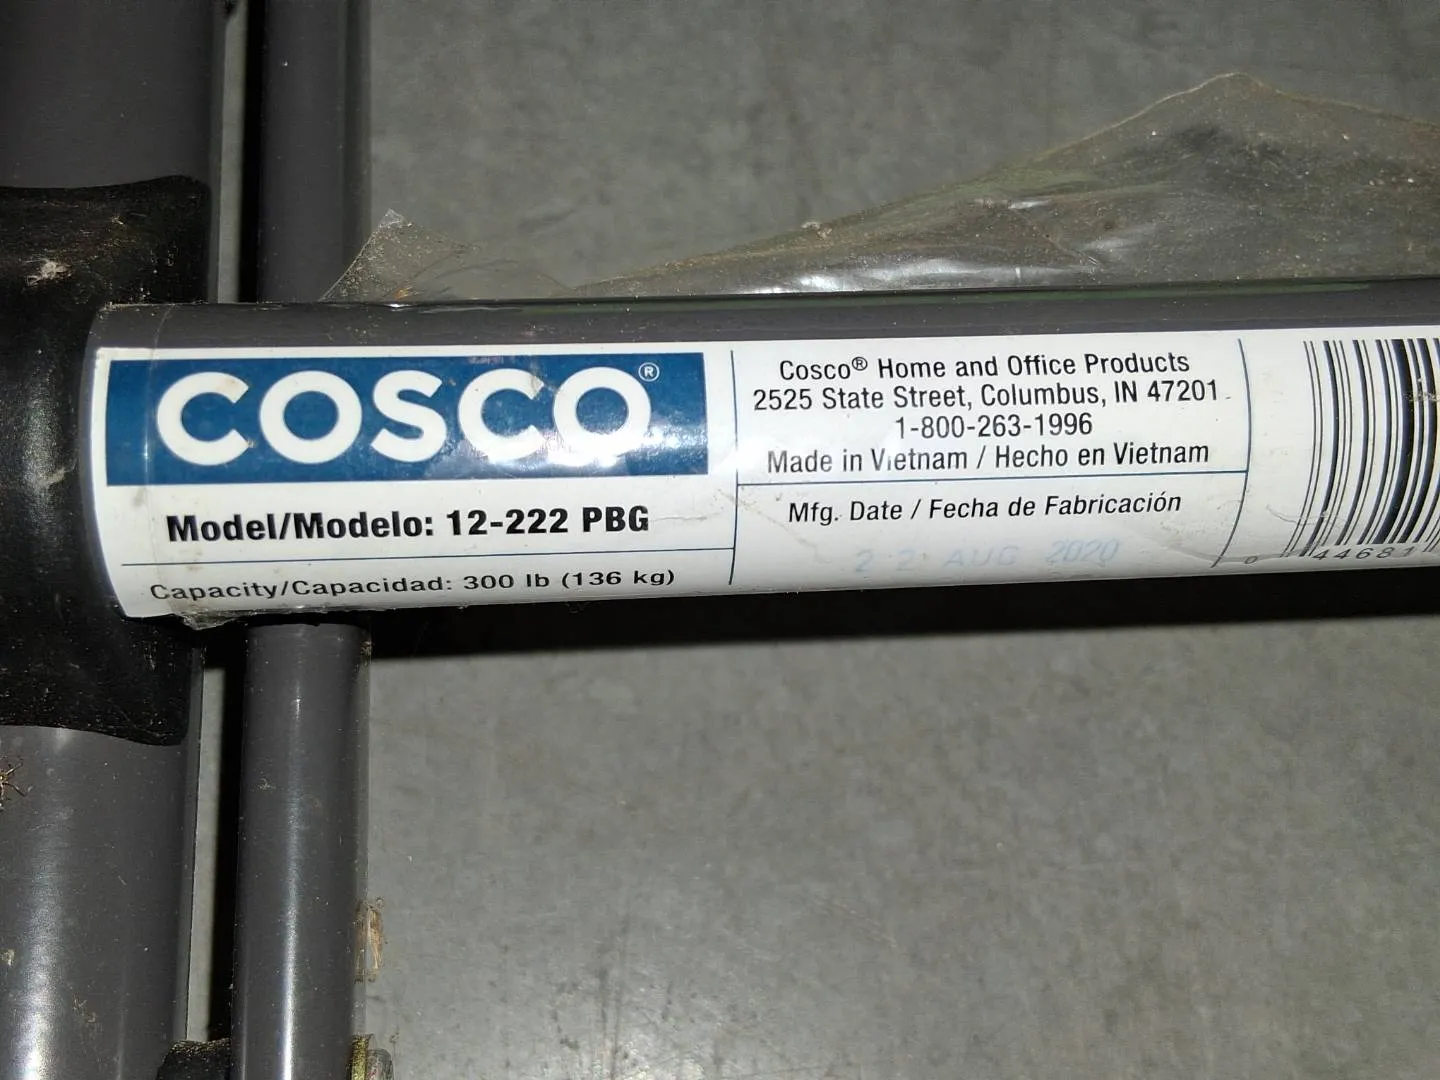 COSCO®
Model/Modelo: 12-222 PBG
Capacity/Capacidad: 300 lb (136 kg)
Cosco® Home and Office Products
2525 State Street, Columbus, IN 47201
1-800-263-1996
Made in Vietnam / Hecho en Vietnam
Mfg. Date / Fecha de Fabricación
22 AUG 2020
0 44681